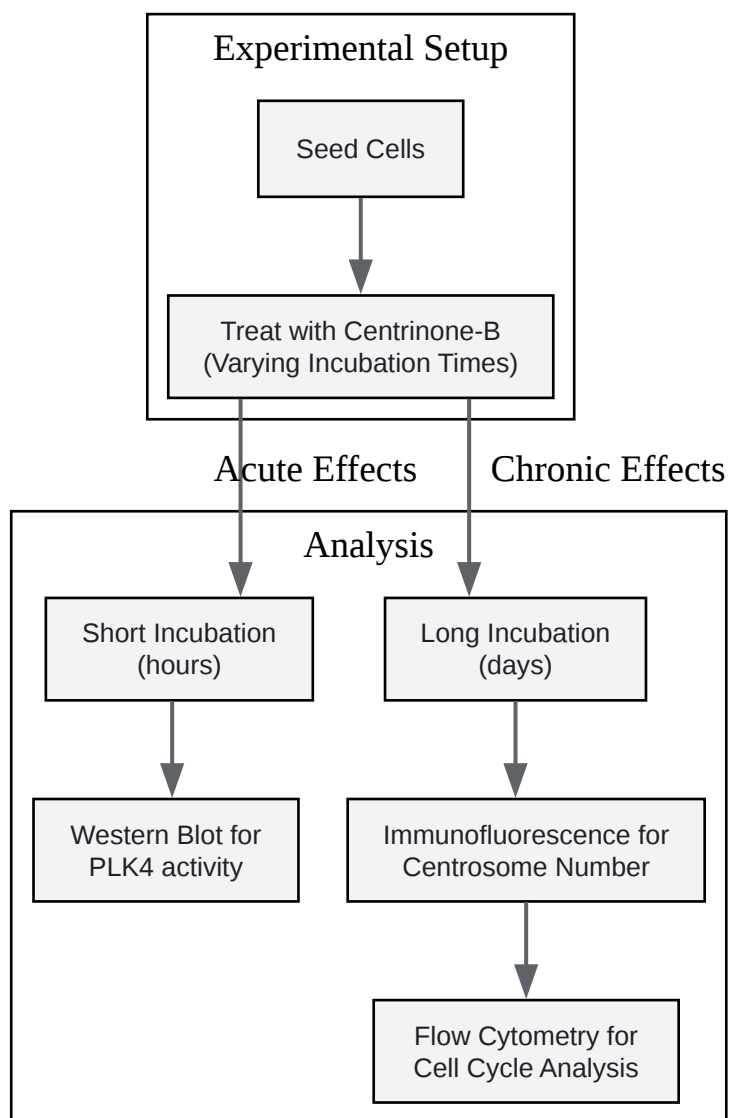 Experimental Setup
Seed Cells
Treat with Centrinone-B
(Varying Incubation Times)
Acute Effects
Chronic Effects
Analysis
Short Incubation
(hours)
Long Incubation
(days)
Western Blot for
PLK4 activity
Immunofluorescence for
Centrosome Number
Flow Cytometry for
Cell Cycle Analysis